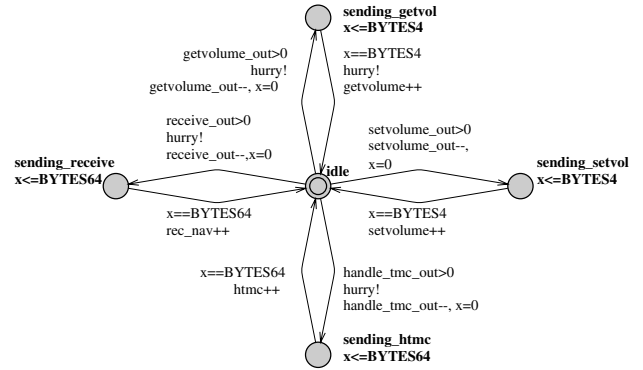 sending_getvol
x<=BYTES4
getvolume_out>0
hurry!
getvolume_out--, x=0
x==BYTES4
hurry!
getvolume++
receive_out>0
hurry!
receive_out--,x=0
setvolume_out>0
setvolume_out--,
x=0
sending_receive
x<=BYTES64
idle
sending_setvol
x<=BYTES4
x==BYTES64
rec_nav++
x==BYTES4
setvolume++
x==BYTES64
htmc++
handle_tmc_out>0
hurry!
handle_tmc_out--, x=0
sending_htmc
x<=BYTES64